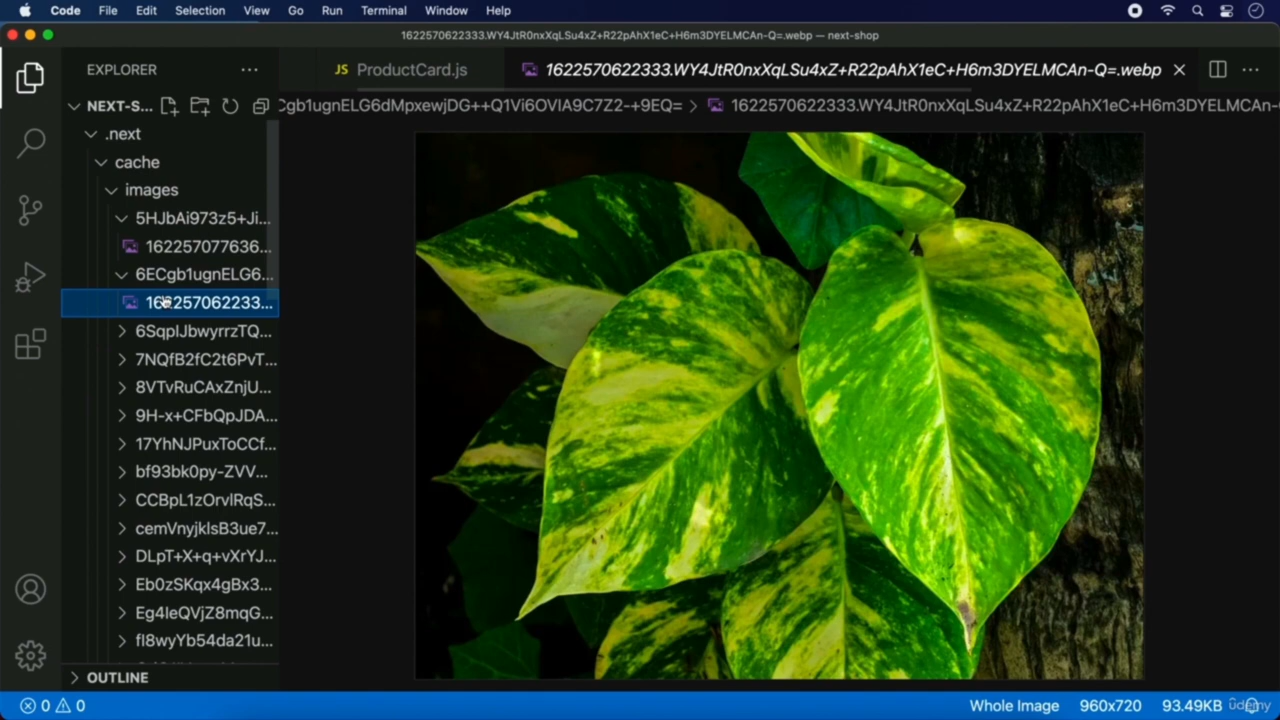 Code File Edit Selection View Go Run Terminal Window Help
1622570622333.WY4JtR0nxXqLSu4xZ+R22pAhX1eC+H6m3DYELMCAn-Q=.webp — next-shop
EXPLORER
JS ProductCard.js
1622570622333.WY4JtR0nxXqLSu4xZ+R22pAhX1eC+H6m3DYELMCAn-Q=.webp
NEXT-S...
Cgb1ugnELG6dMpxewjDG++Q1Vi6OVIA9C7Z2-+9EQ= > 1622570622333.WY4JtR0nxXqLSu4xZ+R22pAhX1eC+H6m3DYELMCAn-
.next
cache
images
5HJbAi973z5+Ji...
162257077636...
6ECgb1ugnELG6...
162257062233...
6SqplJbwyrrzTQ...
7NQfB2fC2t6PvT...
8VTvRuCAxZnjU...
9H-x+CFbQpJDA...
17YhNJPuxToCCf...
bf93bk0py-ZVV...
CCBpL1zOrvlRqS...
cemVnyjklsB3ue7...
DLpT+X+q+vXrYJ...
Eb0zSKqx4gBx3...
Eg4leQVjZ8mqG...
fI8wyYb54da21u...
OUTLINE
0 0
Whole Image 960x720 93.49KB
ûdemy